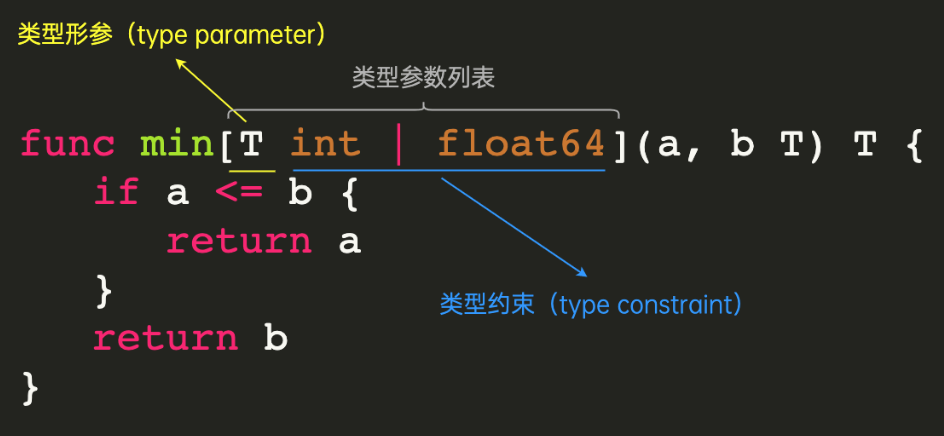 类型形参（type parameter）
类型参数列表
func min[T int | float64](a, b T) T {
    if a <= b {
        return a
    }
    return b
}
类型约束（type constraint）